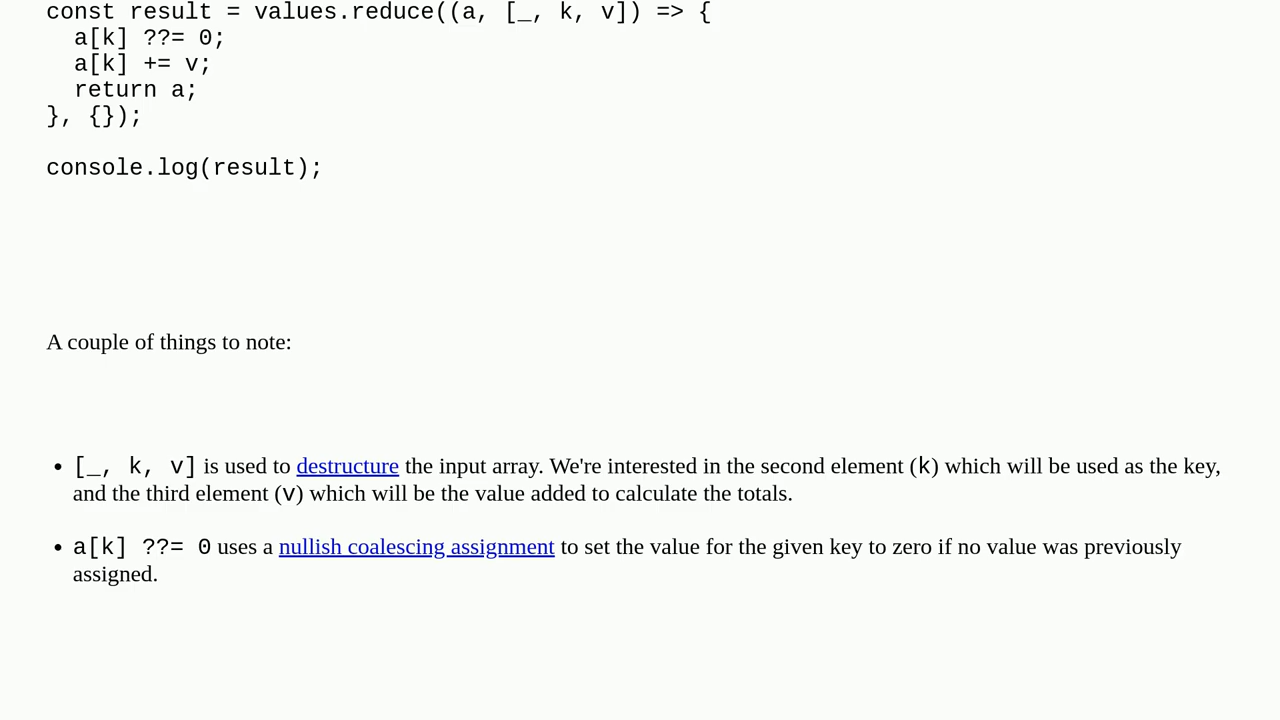 const result = values.reduce((a, [_, k, v]) => {
  a[k] ??= 0;
  a[k] += v;
  return a;
}, {});
console.log(result);
A couple of things to note:
• [_, k, v] is used to destructure the input array. We're interested in the second element (k) which will be used as the key,
and the third element (v) which will be the value added to calculate the totals.
• a[k] ??= 0 uses a nullish coalescing assignment to set the value for the given key to zero if no value was previously
assigned.